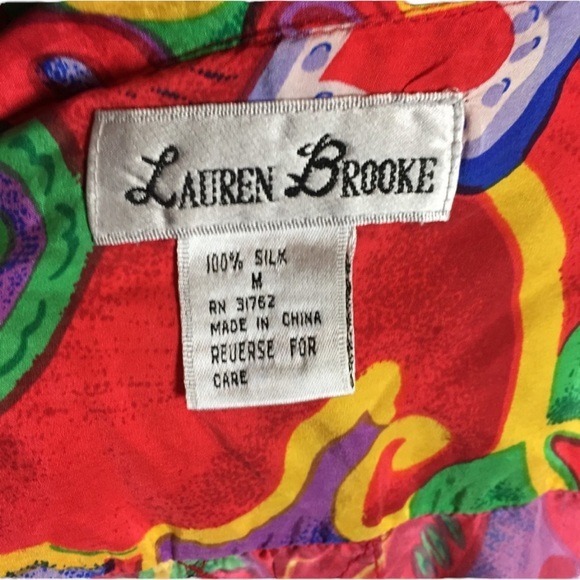 LAUREN BROOKE
100% SILK
M
RN 31762
MADE IN CHINA
REVERSE FOR
CARE